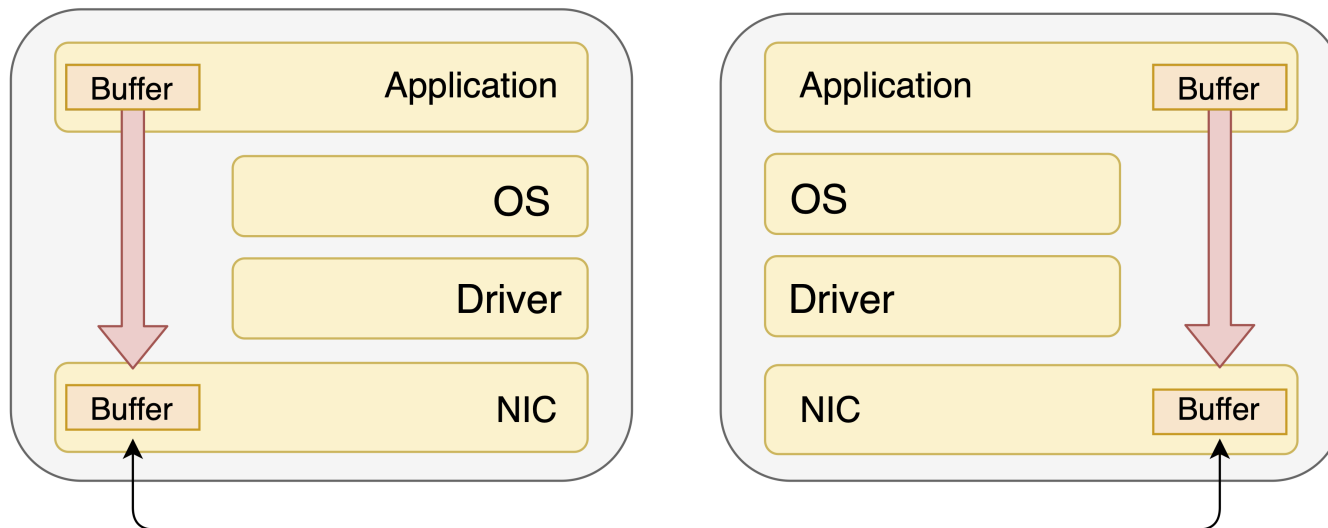 Buffer
Application
OS
Driver
Buffer
NIC
Application
Buffer
OS
Driver
NIC
Buffer